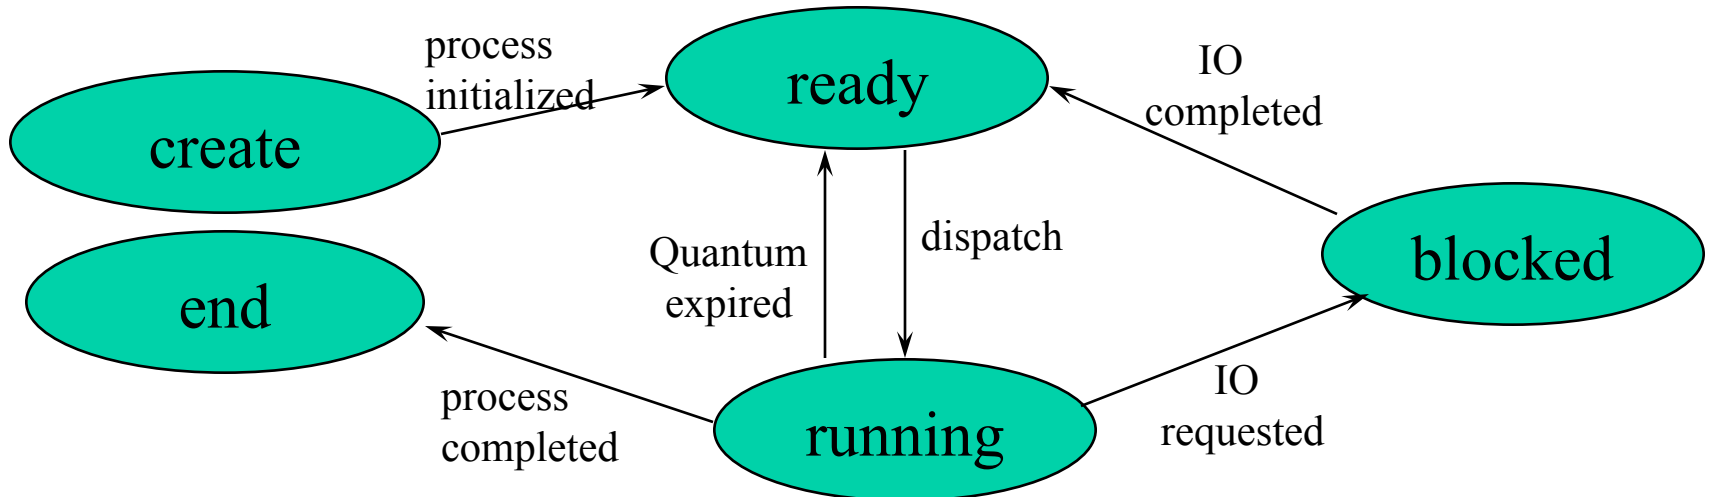 process
initialized
ready
IO
completed
create
Quantum
expired
dispatch
blocked
end
process
completed
running
IO
requested